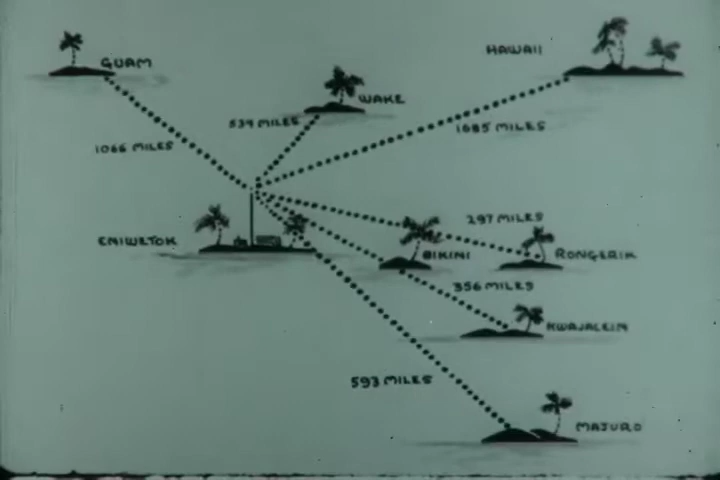 GUAM
HAWAII
WAKE
539 MILES
1685 MILES
1066 MILES
297 MILES
ENIWETOK
BIKINI
RONGERIK
356 MILES
KWAJALEIN
593 MILES
MAJURO